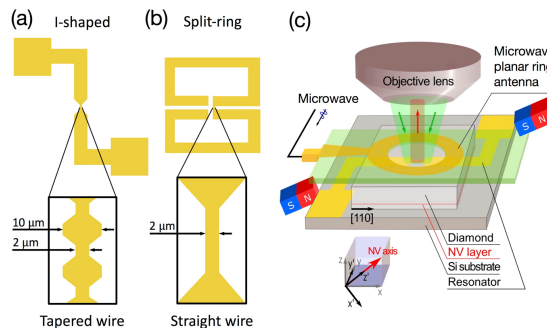 (a)
I-shaped
10 μm
2 μm
Tapered wire
(b)
Split-ring
2 μm
Straight wire
(c)
Objective lens
Microwave
planar ring
antenna
Microwave
S N
S N
[110]
Diamond
NV layer
Si substrate
Resonator
NV axis
z
y'
y
z'
x
x'